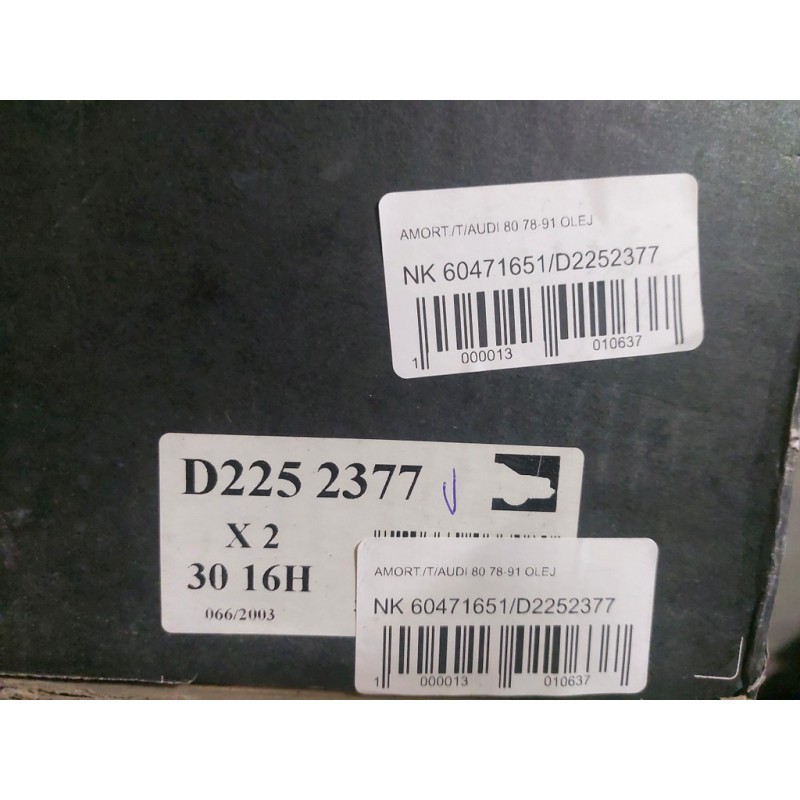 AMORT./T/AUDI 80 78-91 OLEJ
NK 60471651/D2252377
1 000013 010637
D225 2377
X 2
30 16H
066/2003
AMORT./T/AUDI 80 78-91 OLEJ
NK 60471651/D2252377
1 000013 010637